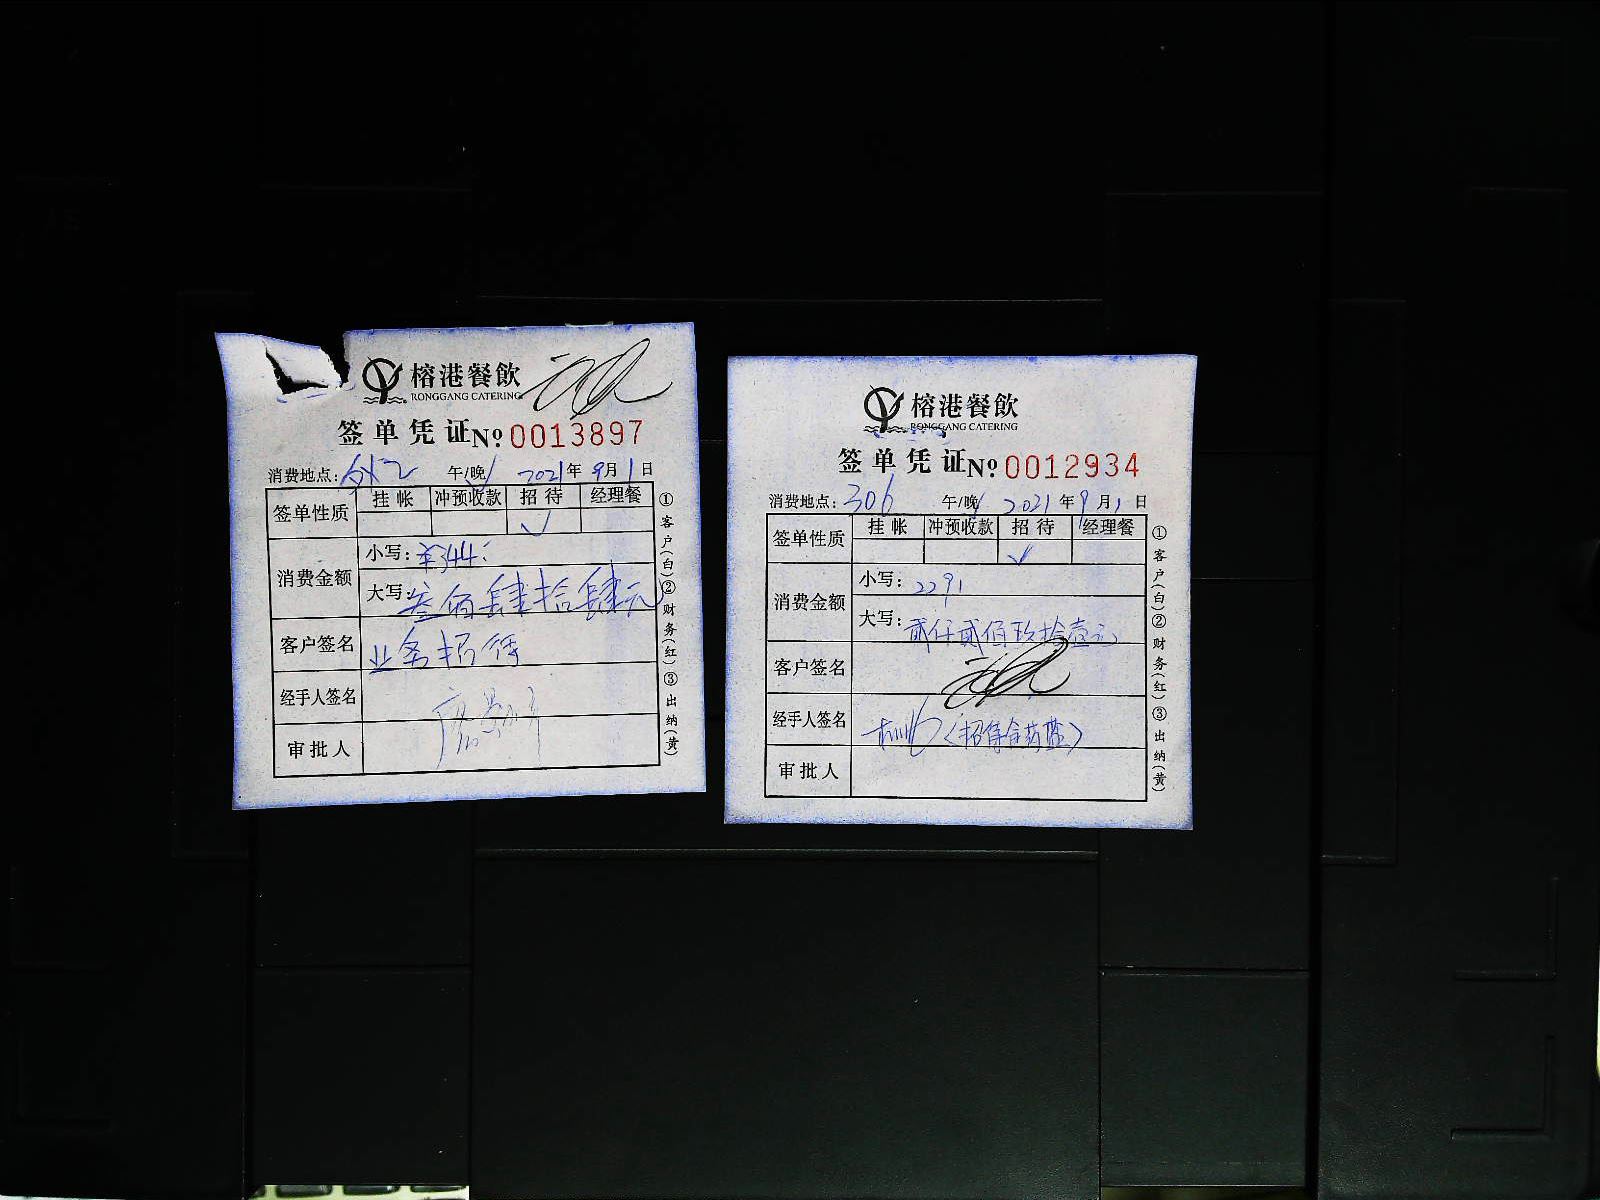 榕港餐飲
RONGGANG CATERING
签单凭证№0013897
消费地点: 午/晚 2021年9月1日
签单性质 挂帐 冲预收款 招待 经理餐
✓
消费金额
小写: ¥344:
大写: 叁佰肆拾肆元
客户签名 业务招待
经手人签名
审批人
①客户(白)②财务(红)③出纳(黄)
榕港餐飲
RONGGANG CATERING
签单凭证№0012934
消费地点: 306 午/晚 2021年9月1日
签单性质 挂帐 冲预收款 招待 经理餐
✓
消费金额
小写: 2291
大写: 贰仟贰佰玖拾壹元
客户签名
经手人签名
审批人
①客户(白)②财务(红)③出纳(黄)